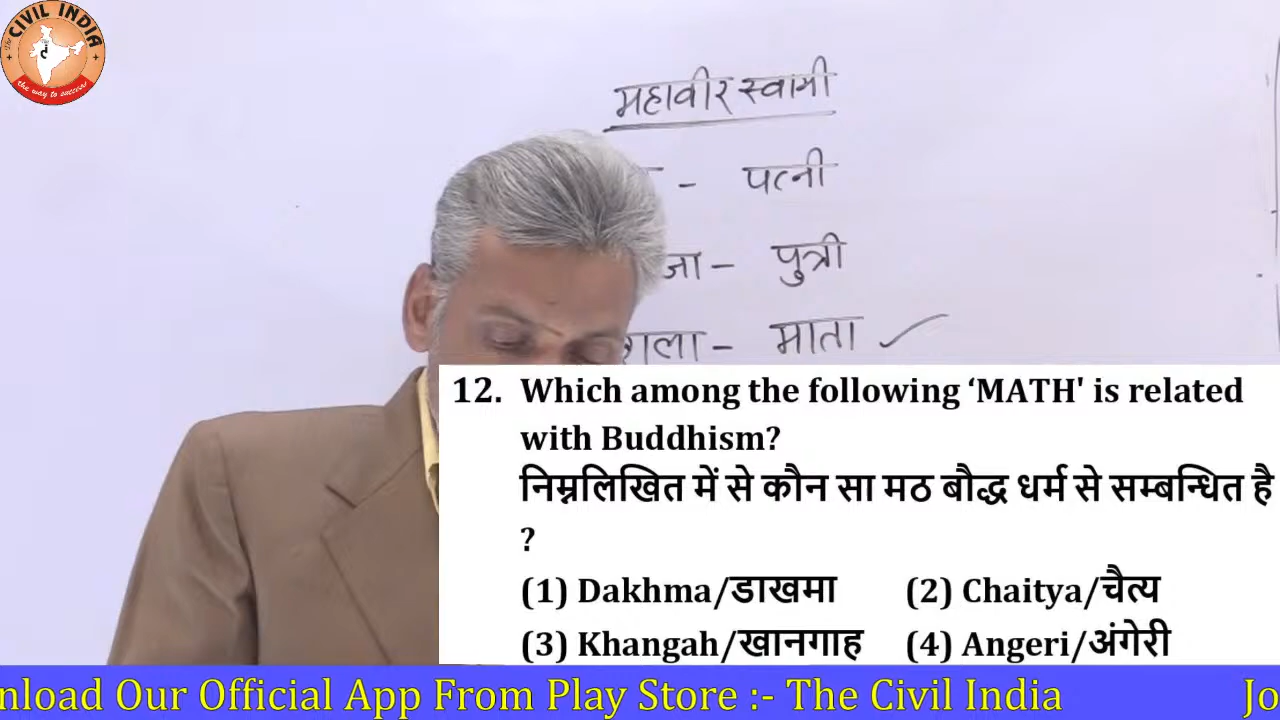 The CIVIL INDIA
the way to success
महावीर स्वामी
- पत्नी
जा - पुत्री
शला - माता
12. Which among the following ‘MATH' is related
with Buddhism?
निम्नलिखित में से कौन सा मठ बौद्ध धर्म से सम्बन्धित है
?
(1) Dakhma/डाखमा (2) Chaitya/चैत्य
(3) Khangah/खानगाह (4) Angeri/अंगेरी
nload Our Official App From Play Store :- The Civil India Jo